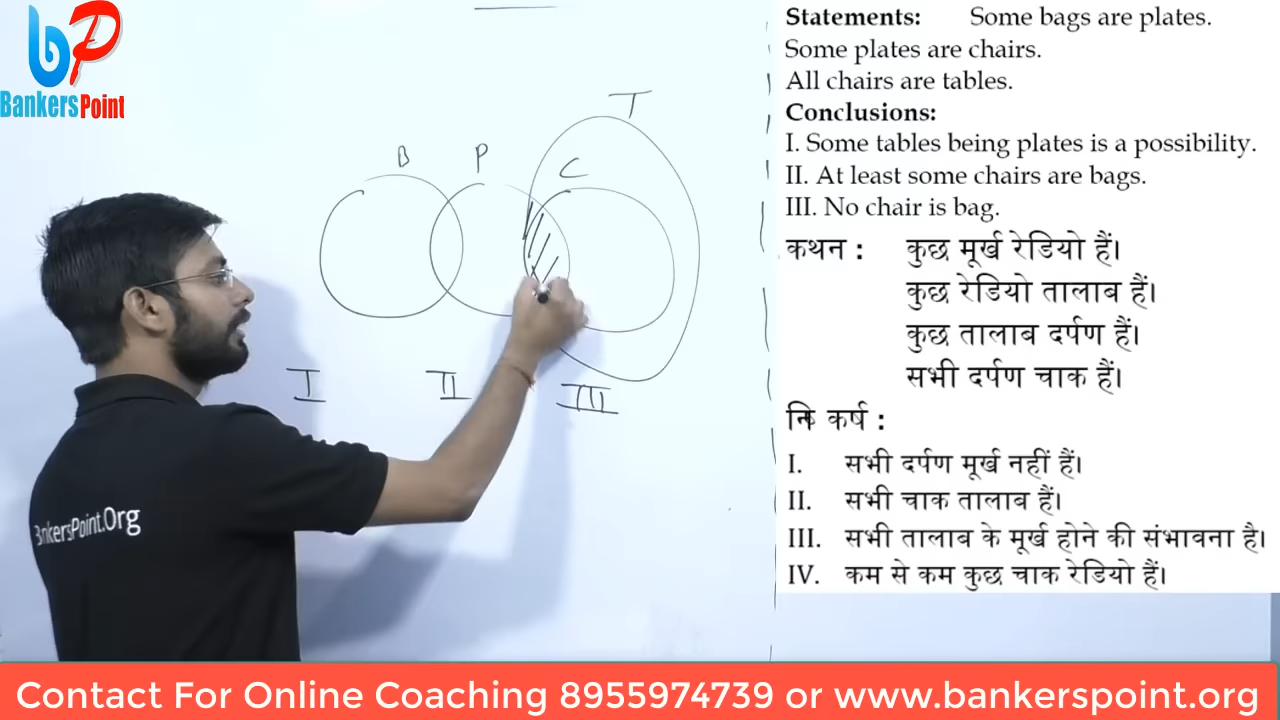 bp
BankersPoint
B
P
C
T
I
II
III
BankersPoint.Org
Statements: Some bags are plates.
Some plates are chairs.
All chairs are tables.
Conclusions:
I. Some tables being plates is a possibility.
II. At least some chairs are bags.
III. No chair is bag.
कथन : कुछ मूर्ख रेडियो हैं।
कुछ रेडियो तालाब हैं।
कुछ तालाब दर्पण हैं।
सभी दर्पण चाक हैं।
निष्कर्ष :
I. सभी दर्पण मूर्ख नहीं हैं।
II. सभी चाक तालाब हैं।
III. सभी तालाब के मूर्ख होने की संभावना है।
IV. कम से कम कुछ चाक रेडियो हैं।
Contact For Online Coaching 8955974739 or www.bankerspoint.org